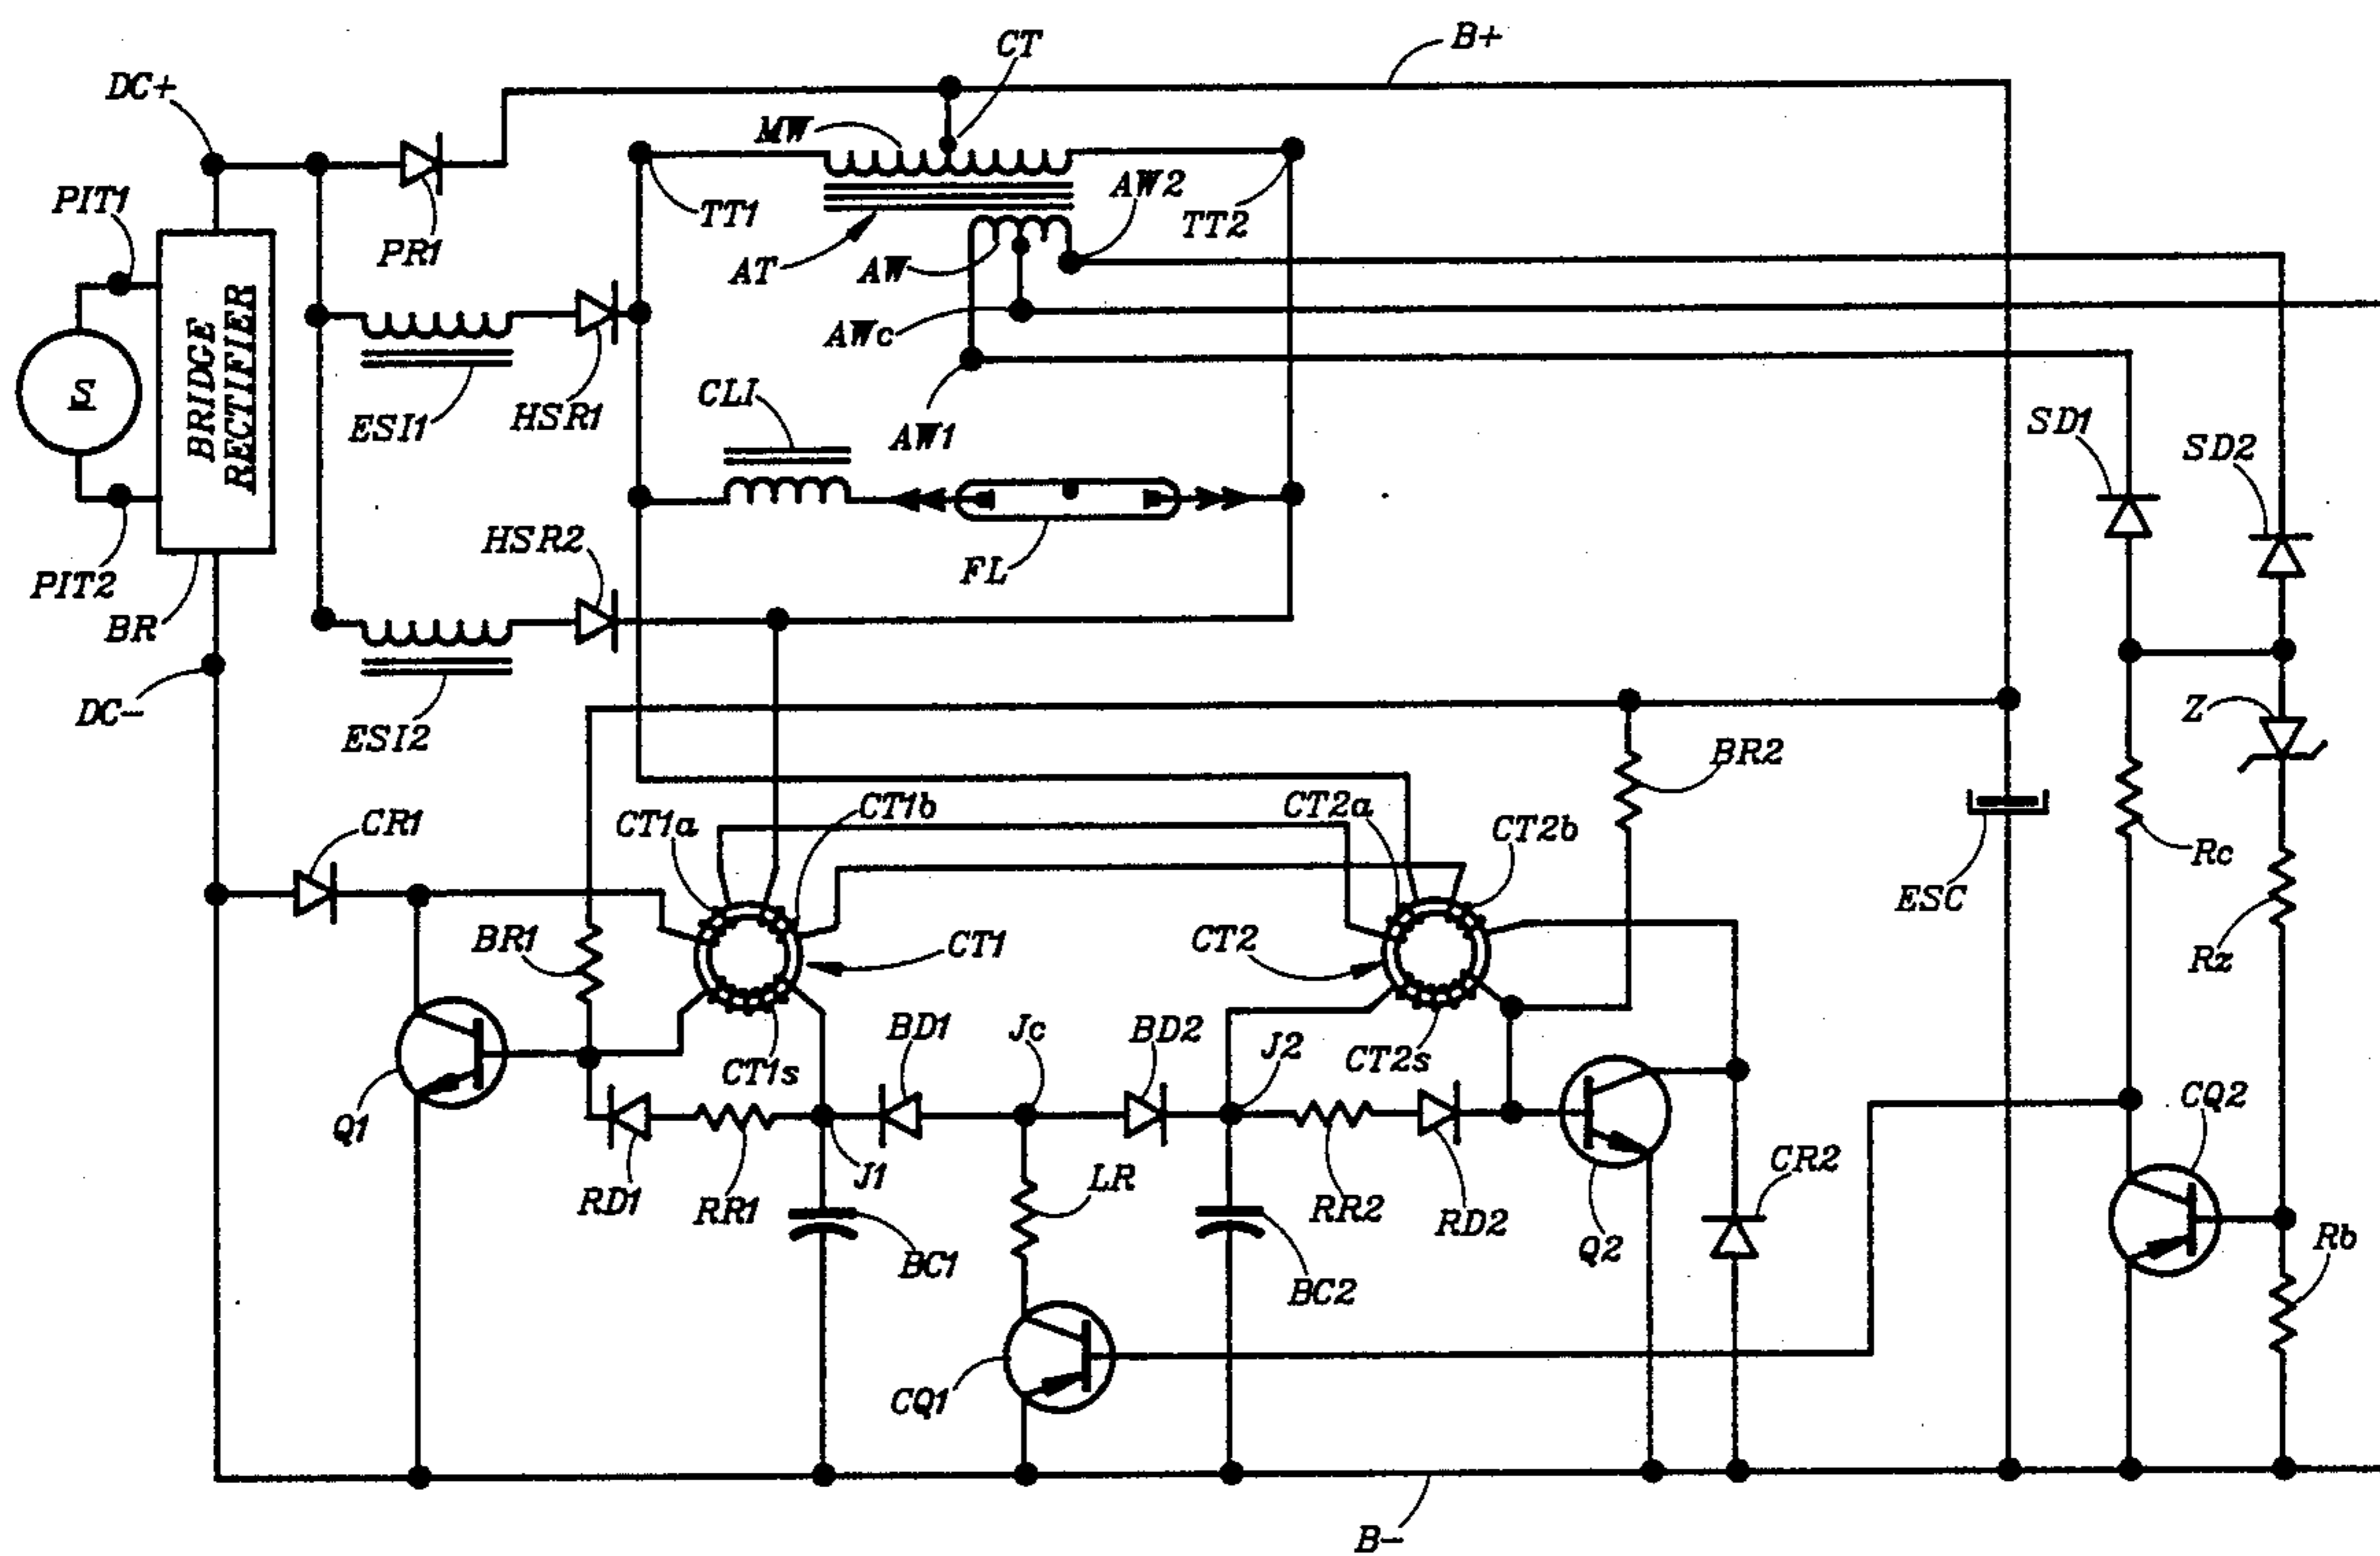 CT
B+
DC+
MW
PIT1
TT1
AW2
TT2
PR1
AT
AW
BRIDGE
RECTIFIER
AWc
S
CLI
ESI1
HSR1
AW1
SD1
SD2
HSR2
FL
PIT2
BR
DC-
ESI2
Z
BR2
CT1a
CT1b
CT2a
CT2b
CR1
Rc
ESC
BR1
CT1
CT2
Rz
BD1
Jc
BD2
J2
CT2s
CT1s
Q1
CQ2
J1
LR
CR2
RD1
RR1
RR2
RD2
Q2
Rb
BC1
BC2
CQ1
B-